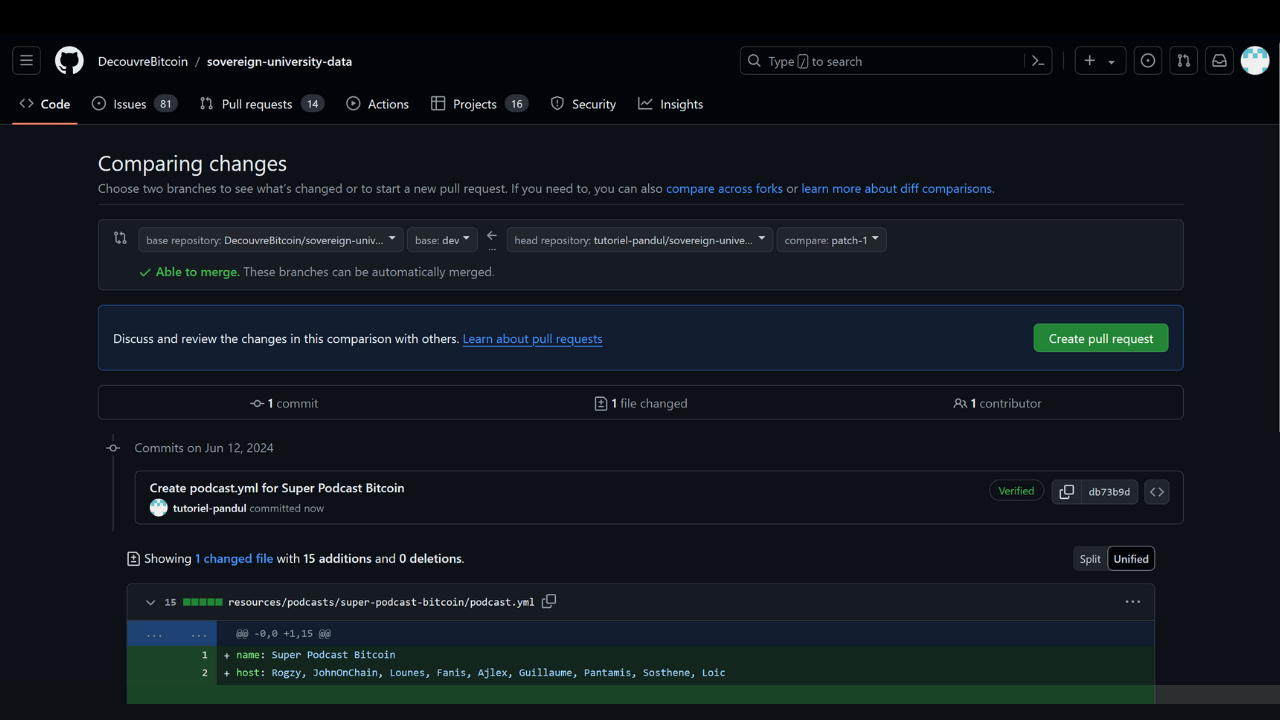 DecouvreBitcoin / sovereign-university-data
Type / to search
Code Issues 81 Pull requests 14 Actions Projects 16 Security Insights
Comparing changes
Choose two branches to see what's changed or to start a new pull request. If you need to, you can also compare across forks or learn more about diff comparisons.
base repository: DecouvreBitcoin/sovereign-univ... base: dev ← head repository: tutoriel-pandul/sovereign-unive... compare: patch-1
...
Able to merge. These branches can be automatically merged.
Discuss and review the changes in this comparison with others. Learn about pull requests
Create pull request
1 commit 1 file changed 1 contributor
Commits on Jun 12, 2024
Create podcast.yml for Super Podcast Bitcoin
tutoriel-pandul committed now
Verified db73b9d <>
Showing 1 changed file with 15 additions and 0 deletions.
Split Unified
15 resources/podcasts/super-podcast-bitcoin/podcast.yml ...
... ... @@ -0,0 +1,15 @@
1 + name: Super Podcast Bitcoin
2 + host: Rogzy, JohnOnChain, Lounes, Fanis, Ajlex, Guillaume, Pantamis, Sosthene, Loic